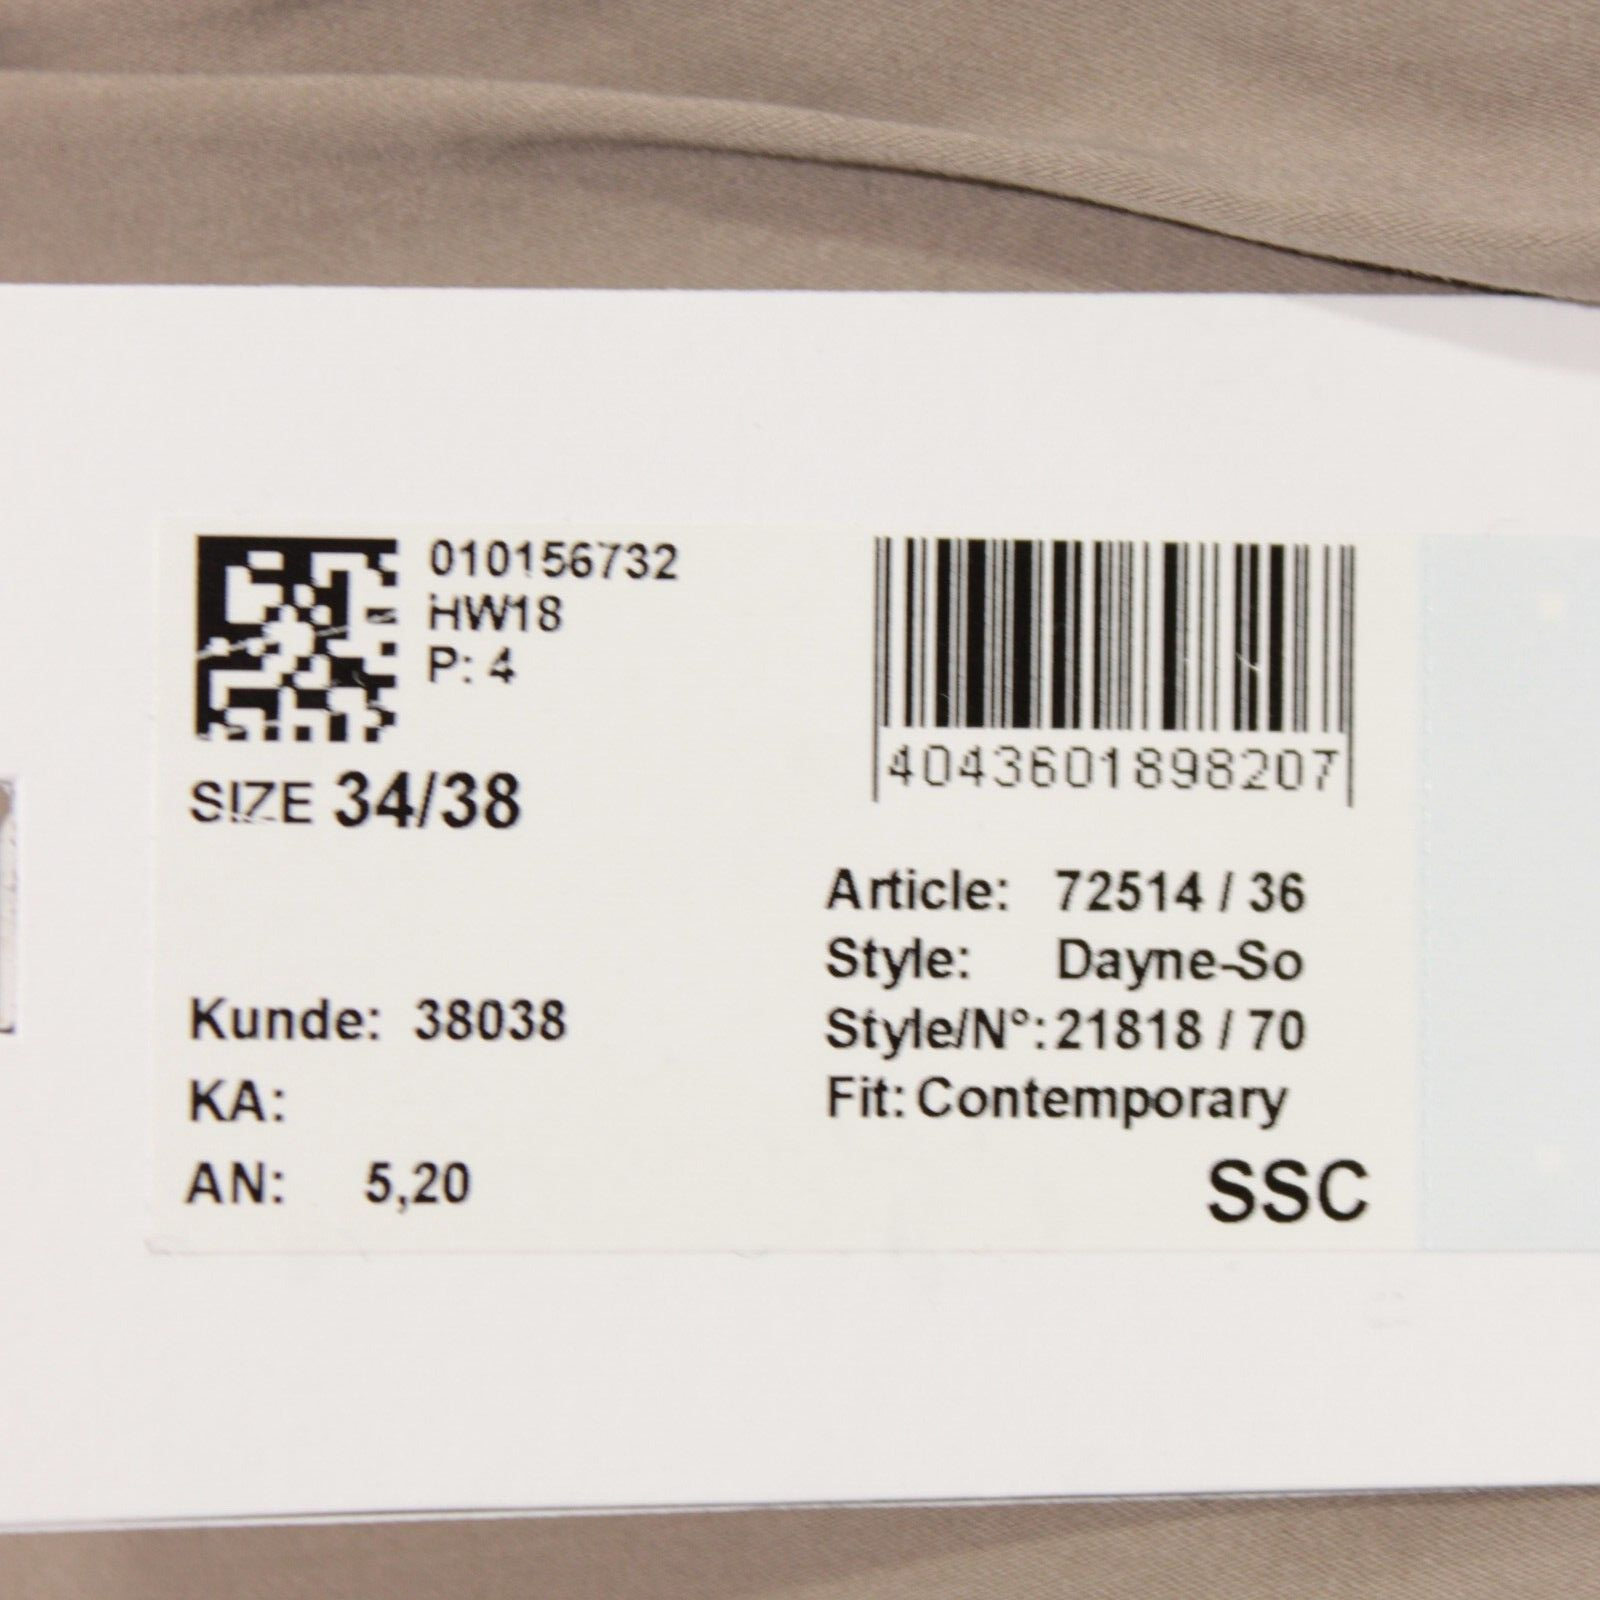 010156732
HW18
P: 4
SIZE 34/38
4043601898207
Article: 72514 / 36
Style: Dayne-So
Style/N°: 21818 / 70
Fit: Contemporary
Kunde: 38038
KA:
AN: 5,20
SSC